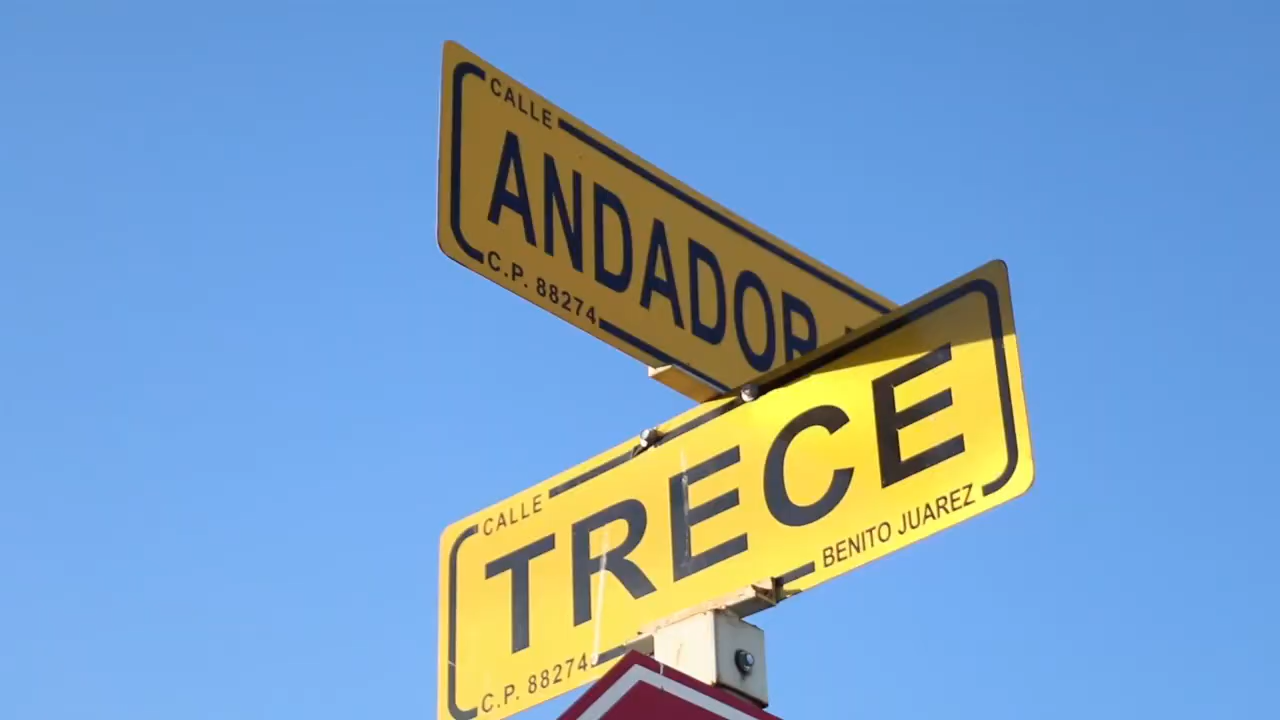 CALLE
ANDADOR
C.P. 88274
CALLE
TRECE
BENITO JUAREZ
C.P. 88274